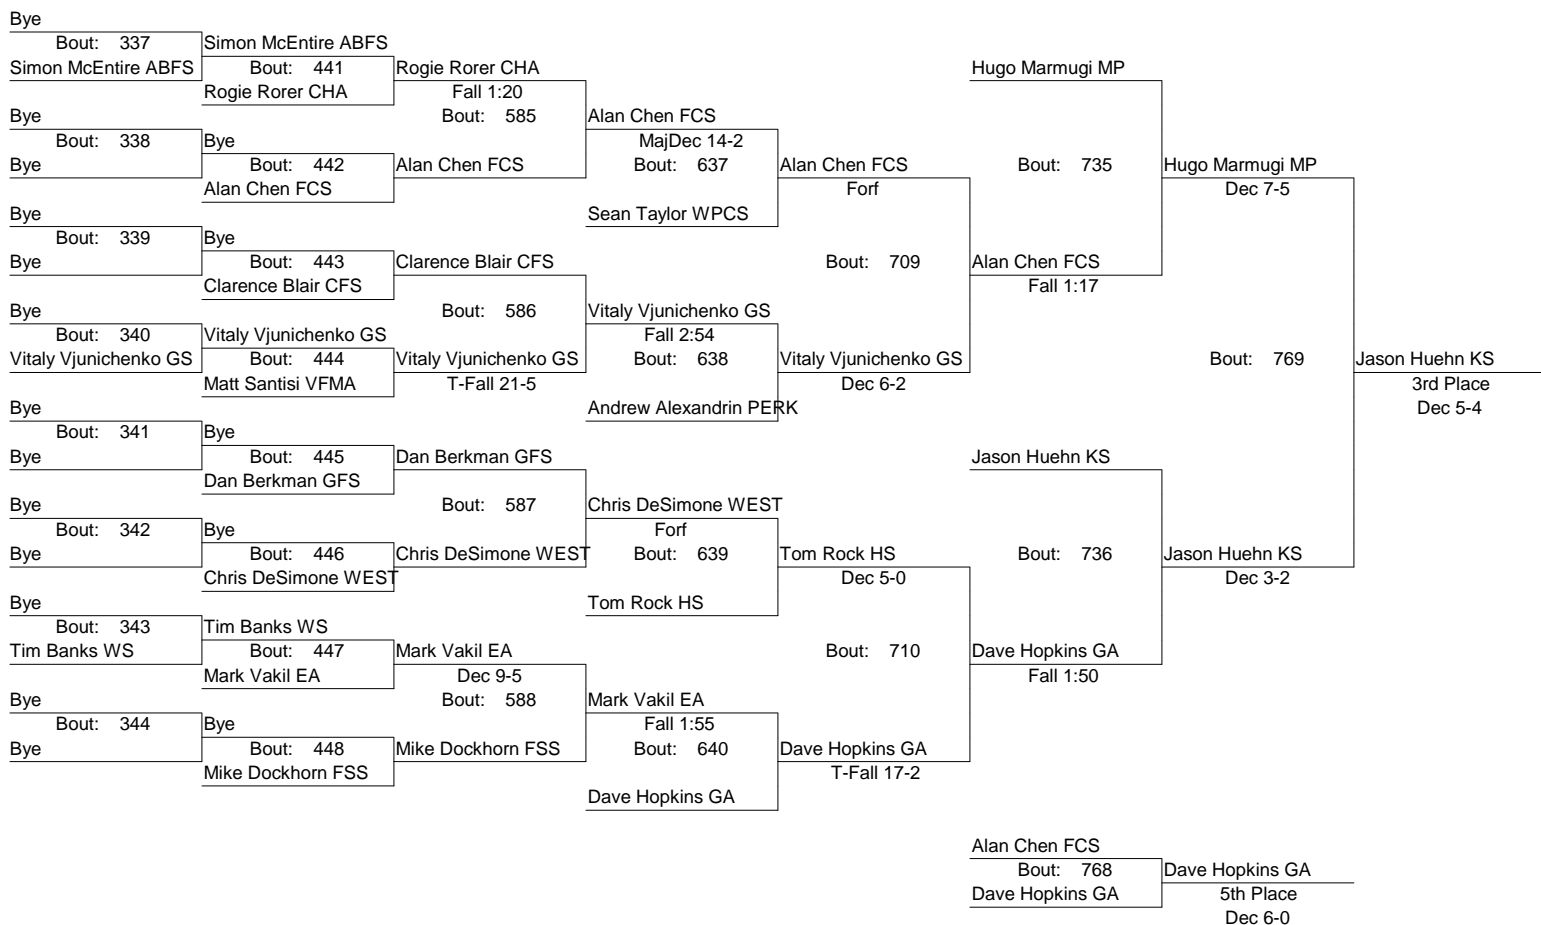 Bye
Bout: 337
Simon McEntire ABFS
Bye
Bout: 338
Bye
Bye
Bout: 339
Bye
Bye
Bout: 340
Vitaly Vjunichenko GS
Bye
Bout: 341
Bye
Bye
Bout: 342
Bye
Bye
Bout: 343
Tim Banks WS
Bye
Bout: 344
Bye
Simon McEntire ABFS
Bout: 441
Rogie Rorer CHA
Bye
Bout: 442
Alan Chen FCS
Bye
Bout: 443
Clarence Blair CFS
Vitaly Vjunichenko GS
Bout: 444
Matt Santisi VFMA
Bye
Bout: 445
Dan Berkman GFS
Bye
Bout: 446
Chris DeSimone WEST
Tim Banks WS
Bout: 447
Mark Vakil EA
Bye
Bout: 448
Mike Dockhorn FSS
Rogie Rorer CHA
Fall 1:20
Bout: 585
Alan Chen FCS
Clarence Blair CFS
Bout: 586
Vitaly Vjunichenko GS
T-Fall 21-5
Dan Berkman GFS
Bout: 587
Chris DeSimone WEST
Mark Vakil EA
Dec 9-5
Bout: 588
Mike Dockhorn FSS
Alan Chen FCS
MajDec 14-2
Bout: 637
Sean Taylor WPCS
Vitaly Vjunichenko GS
Fall 2:54
Bout: 638
Andrew Alexandrin PERK
Chris DeSimone WEST
Forf
Bout: 639
Tom Rock HS
Mark Vakil EA
Fall 1:55
Bout: 640
Dave Hopkins GA
Alan Chen FCS
Forf
Bout: 709
Vitaly Vjunichenko GS
Dec 6-2
Tom Rock HS
Dec 5-0
Bout: 710
Dave Hopkins GA
T-Fall 17-2
Hugo Marmugi MP
Bout: 735
Alan Chen FCS
Fall 1:17
Jason Huehn KS
Bout: 736
Dave Hopkins GA
Fall 1:50
Hugo Marmugi MP
Dec 7-5
Bout: 769
Jason Huehn KS
Dec 3-2
Jason Huehn KS
3rd Place
Dec 5-4
Alan Chen FCS
Bout: 768
Dave Hopkins GA
Dave Hopkins GA
5th Place
Dec 6-0